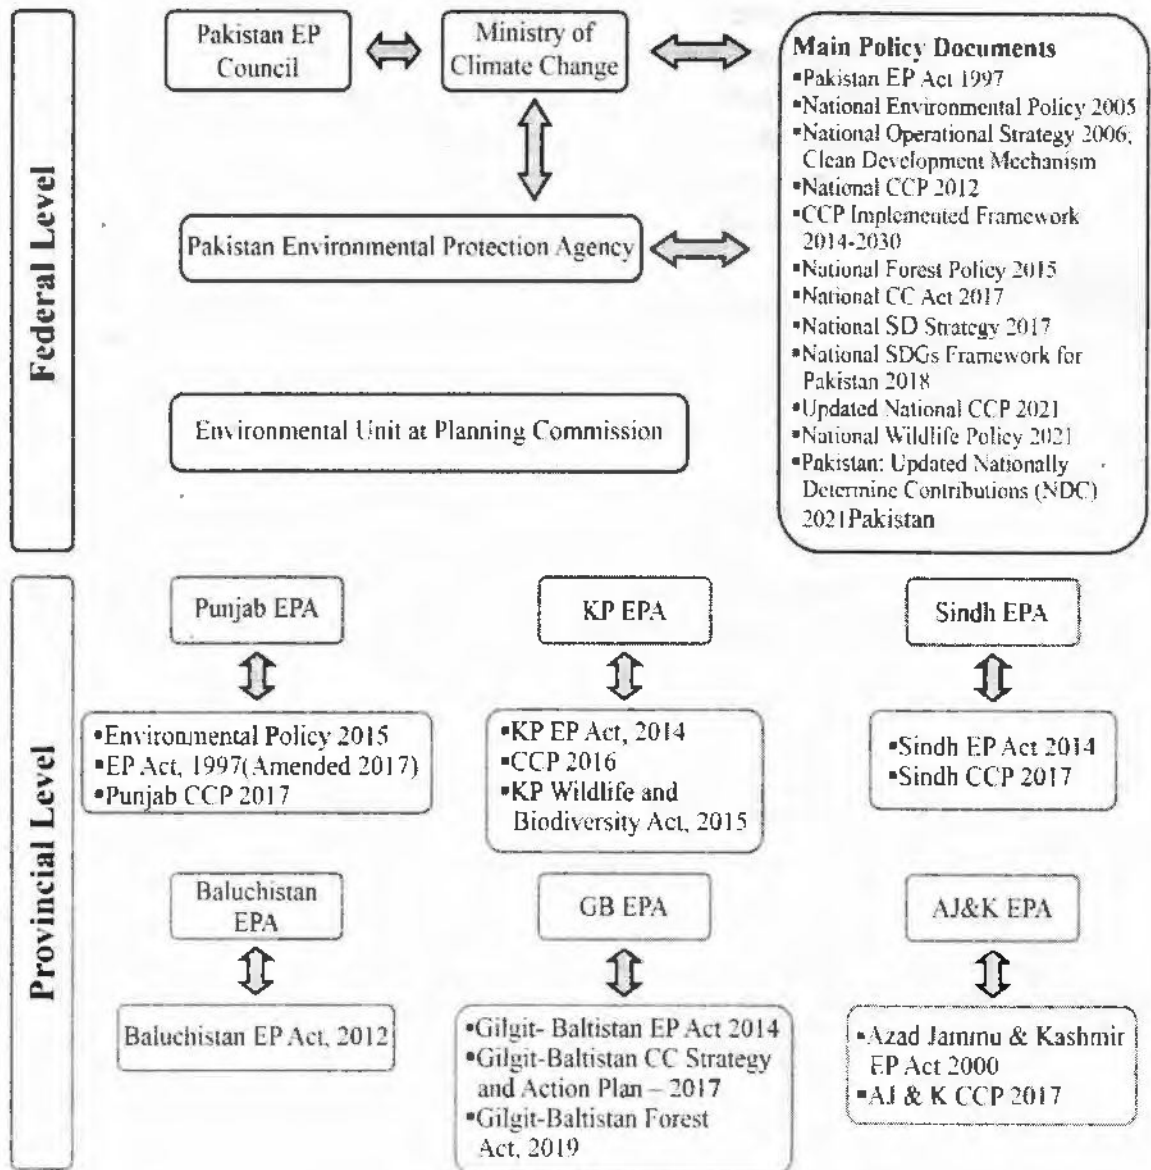 Federal Level
Pakistan EP
Council
Ministry of
Climate Change
Main Policy Documents
▪Pakistan EP Act 1997
▪National Environmental Policy 2005
▪National Operational Strategy 2006;
Clean Development Mechanism
▪National CCP 2012
▪CCP Implemented Framework
2014-2030
▪National Forest Policy 2015
▪National CC Act 2017
▪National SD Strategy 2017
▪National SDGs Framework for
Pakistan 2018
▪Updated National CCP 2021
▪National Wildlife Policy 2021
▪Pakistan: Updated Nationally
Determine Contributions (NDC)
2021Pakistan
Pakistan Environmental Protection Agency
Environmental Unit at Planning Commission
Provincial Level
Punjab EPA
▪Environmental Policy 2015
▪EP Act, 1997(Amended 2017)
▪Punjab CCP 2017
KP EPA
▪KP EP Act, 2014
▪CCP 2016
▪KP Wildlife and
Biodiversity Act, 2015
Sindh EPA
▪Sindh EP Act 2014
▪Sindh CCP 2017
Baluchistan
EPA
Baluchistan EP Act, 2012
GB EPA
▪Gilgit- Baltistan EP Act 2014
▪Gilgit-Baltistan CC Strategy
and Action Plan – 2017
▪Gilgit-Baltistan Forest
Act, 2019
AJ&K EPA
▪Azad Jammu & Kashmir
EP Act 2000
▪AJ & K CCP 2017